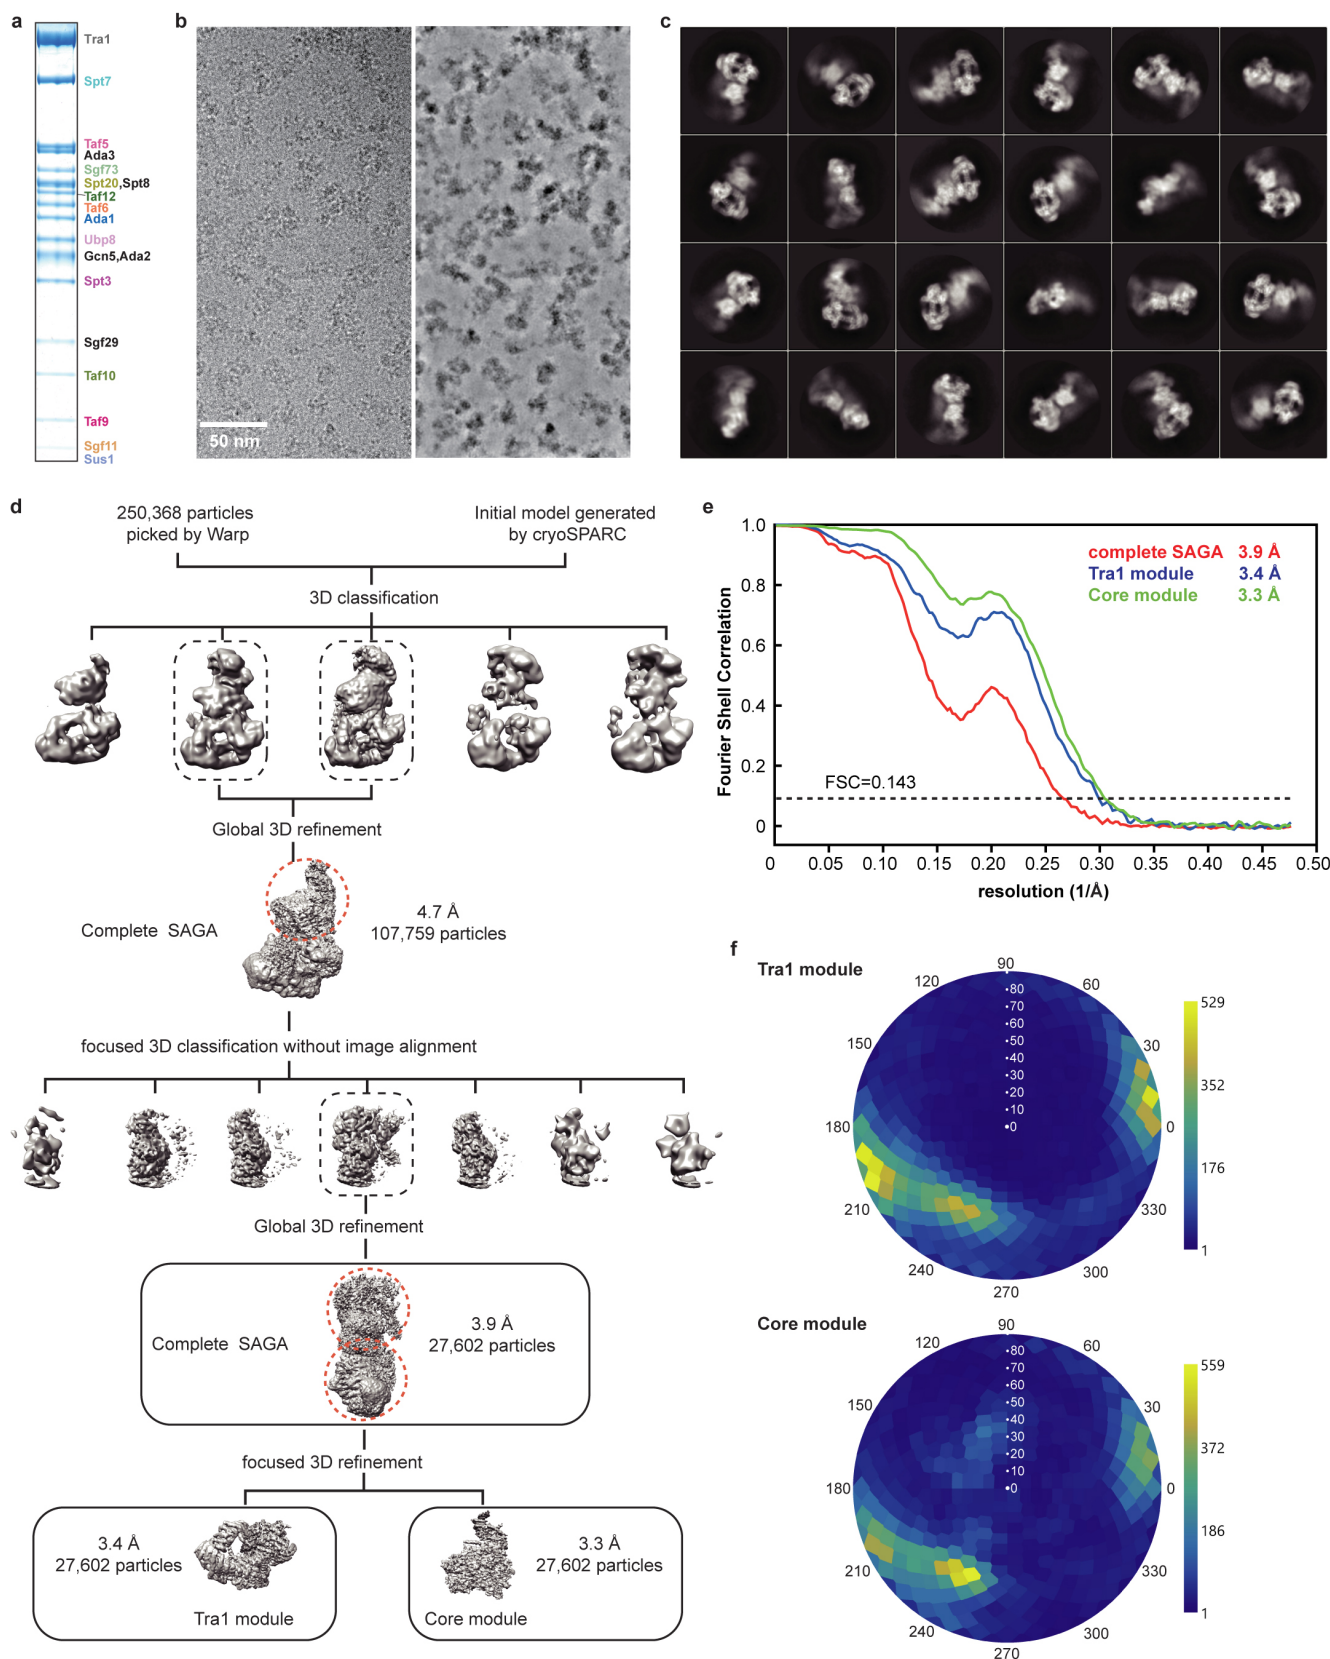 a
Tra1
Spt7
Taf5
Ada3
Sgf73
Spt20,Spt8
Taf12
Taf6
Ada1
Ubp8
Gcn5,Ada2
Spt3
Sgf29
Taf10
Taf9
Sgf11
Sus1
b
50 nm
c
d
250,368 particles
picked by Warp
Initial model generated
by cryoSPARC
3D classification
Global 3D refinement
Complete SAGA
4.7 Å
107,759 particles
focused 3D classification without image alignment
Global 3D refinement
Complete SAGA
3.9 Å
27,602 particles
focused 3D refinement
3.4 Å
27,602 particles
Tra1 module
3.3 Å
27,602 particles
Core module
e
Fourier Shell Correlation
1.0
0.8
0.6
0.4
0.2
0
complete SAGA 3.9 Å
Tra1 module 3.4 Å
Core module 3.3 Å
FSC=0.143
0 0.05 0.10 0.15 0.20 0.25 0.30 0.35 0.40 0.45 0.50
resolution (1/Å)
f
Tra1 module
90
120
60
150
30
180
0
210
330
240
300
270
80
70
60
50
40
30
20
10
0
529
352
176
1
Core module
90
120
60
150
30
180
0
210
330
240
300
270
80
70
60
50
40
30
20
10
0
559
372
186
1